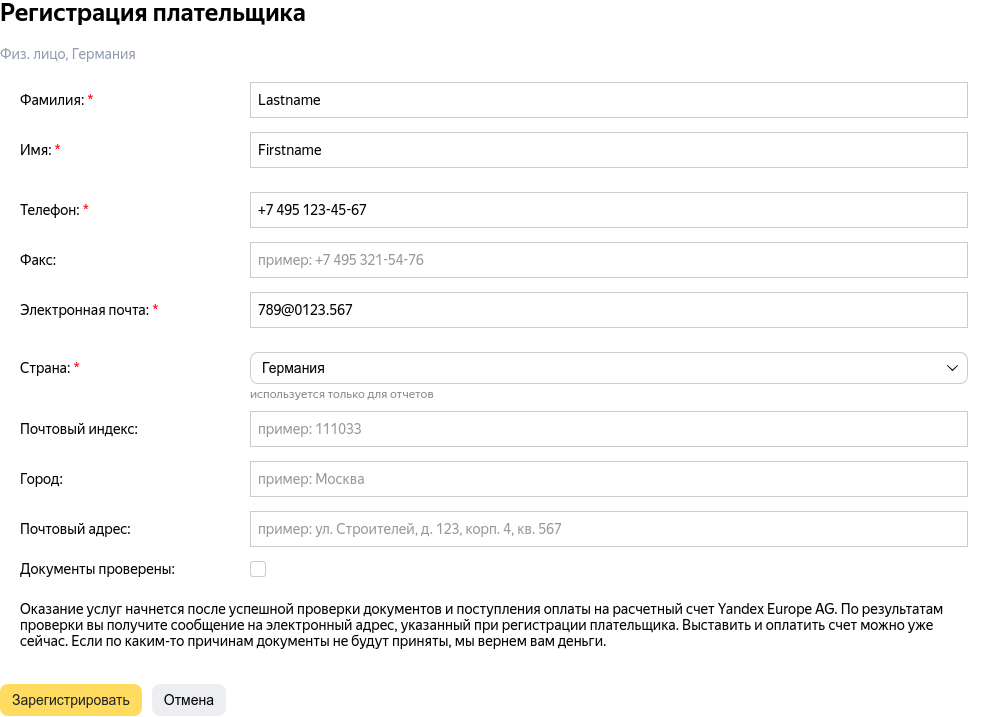 Регистрация плательщика
Физ. лицо, Германия
Фамилия: * Lastname
Имя: * Firstname
Телефон: * +7 495 123-45-67
Факс: пример: +7 495 321-54-76
Электронная почта: * 789@0123.567
Страна: * Германия
используется только для отчетов
Почтовый индекс: пример: 111033
Город: пример: Москва
Почтовый адрес: пример: ул. Строителей, д. 123, корп. 4, кв. 567
Документы проверены:
Оказание услуг начнется после успешной проверки документов и поступления оплаты на расчетный счет Yandex Europe AG. По результатам
проверки вы получите сообщение на электронный адрес, указанный при регистрации плательщика. Выставить и оплатить счет можно уже
сейчас. Если по каким-то причинам документы не будут приняты, мы вернем вам деньги.
Зарегистрировать Отмена